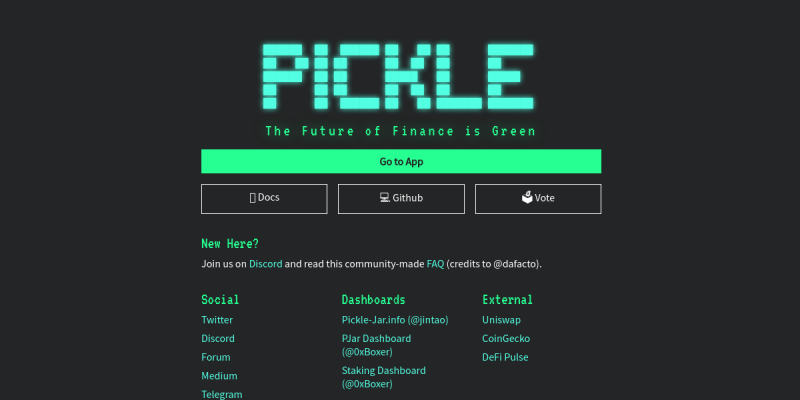 PICKLE
The Future of Finance is Green
Go to App
Docs
Github
Vote
New Here?
Join us on Discord and read this community-made FAQ (credits to @dafacto).
Social
Twitter
Discord
Forum
Medium
Telegram
Dashboards
Pickle-Jar.info (@jintao)
PJar Dashboard
(@0xBoxer)
Staking Dashboard
(@0xBoxer)
External
Uniswap
CoinGecko
DeFi Pulse